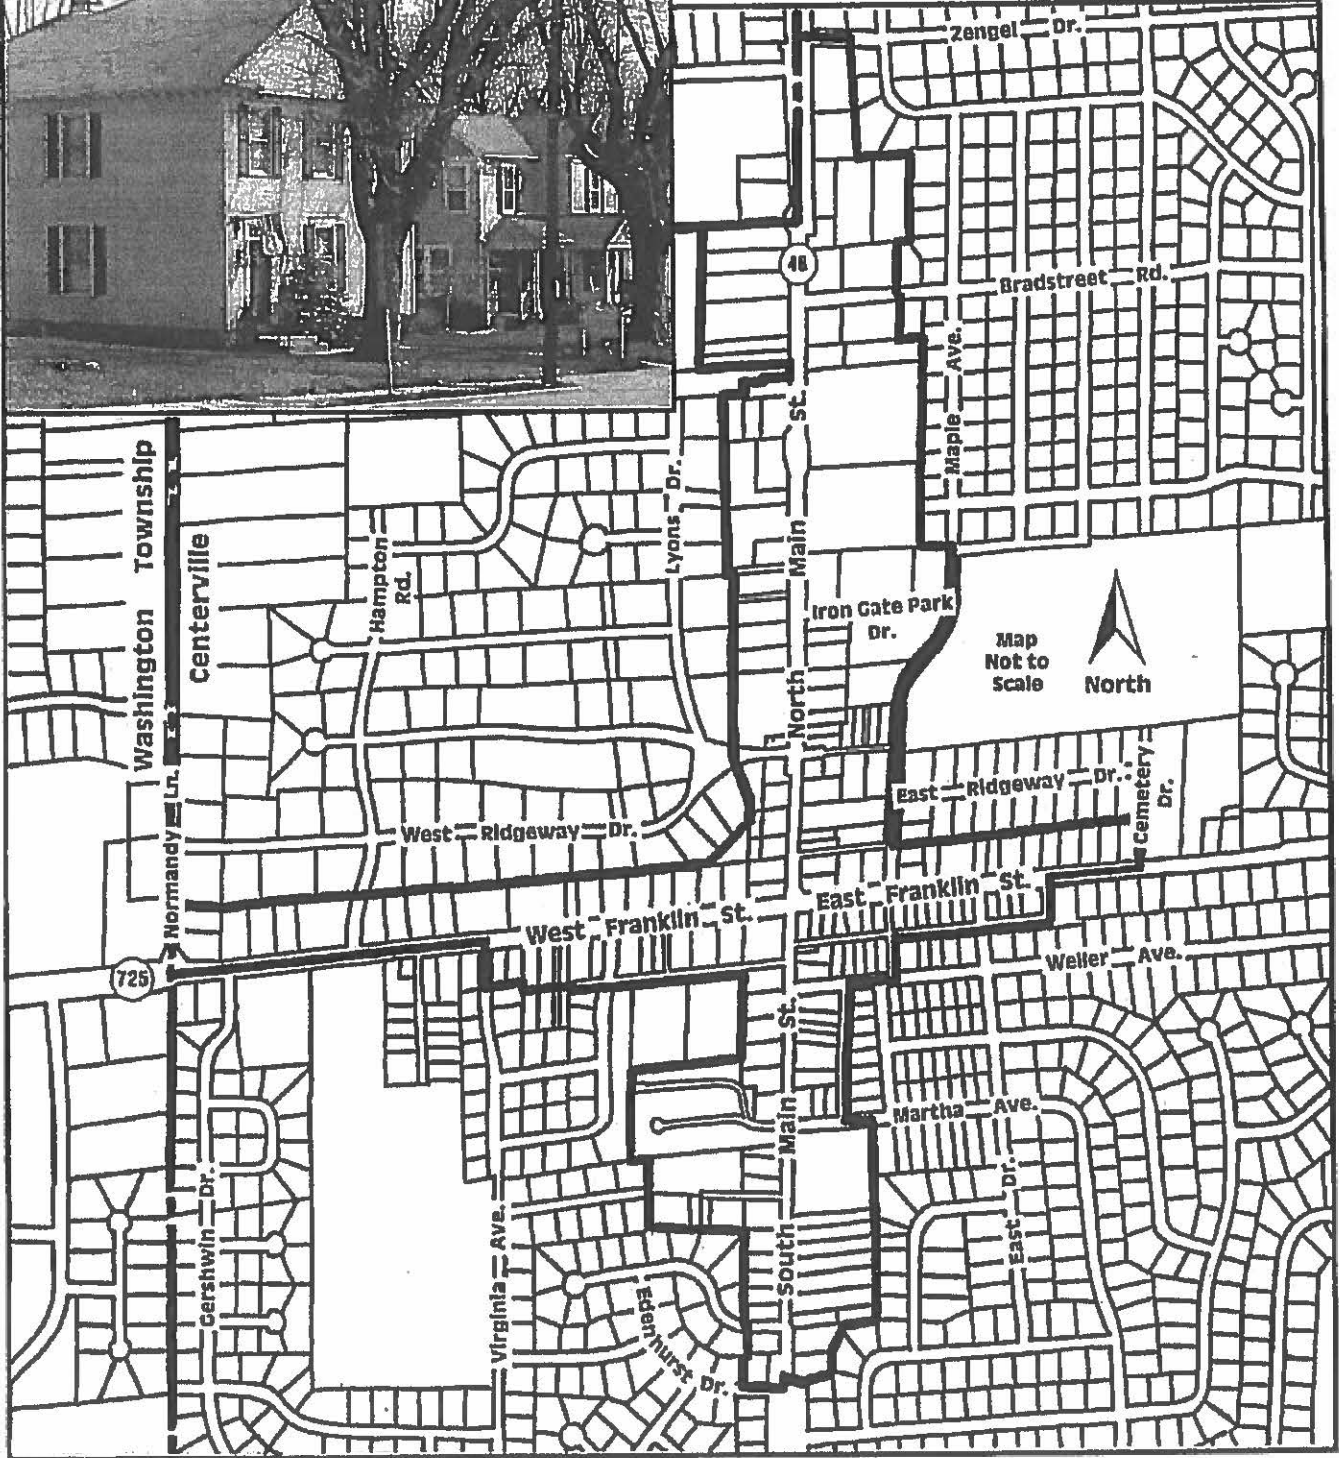 Zengel Dr.
48
Bradstreet Rd.
Maple Ave.
North Main St.
Lyons Dr.
Washington Township
Centerville
Hampton
Rd.
Iron Gate Park
Dr.
Map
Not to
Scale
North
Normandy Ln.
West Ridgeway Dr.
East Ridgeway Dr.
Cemetery
Dr.
West Franklin St.
East Franklin St.
725
Weller Ave.
South Main St.
Martha Ave.
Gershwin Dr.
Virginia Ave.
East Dr.
Edenhurst Dr.